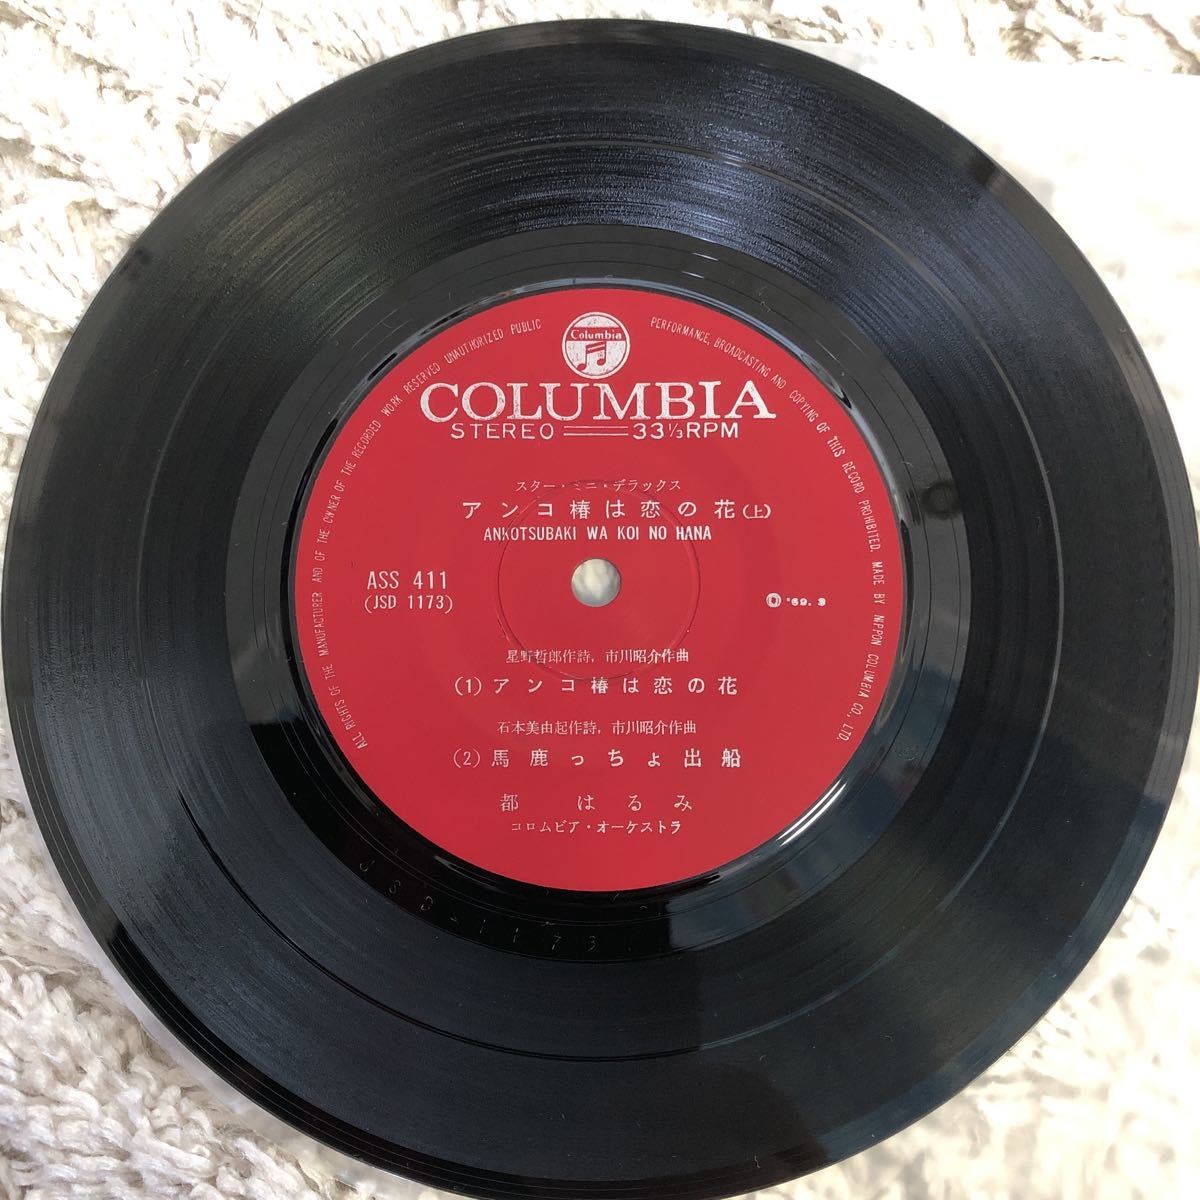 Columbia
COLUMBIA
STEREO 33 1/3 RPM
スター・ミニ・デラックス
アンコ椿は恋の花(上)
ANKOTSUBAKI WA KOI NO HANA
ASS 411
(JSD 1173)
Ⓟ '69. 3
星野哲郎作詩, 市川昭介作曲
(1) アンコ椿は恋の花
石本美由起作詩, 市川昭介作曲
(2) 馬鹿っちょ出船
都 はるみ
コロムビア・オーケストラ
ALL RIGHTS OF THE MANUFACTURER AND OF THE OWNER OF THE RECORDED WORK RESERVED UNAUTHORIZED PUBLIC PERFORMANCE, BROADCASTING AND COPYING OF THIS RECORD PROHIBITED. MADE BY NIPPON COLUMBIA CO., LTD.
JSD-1173